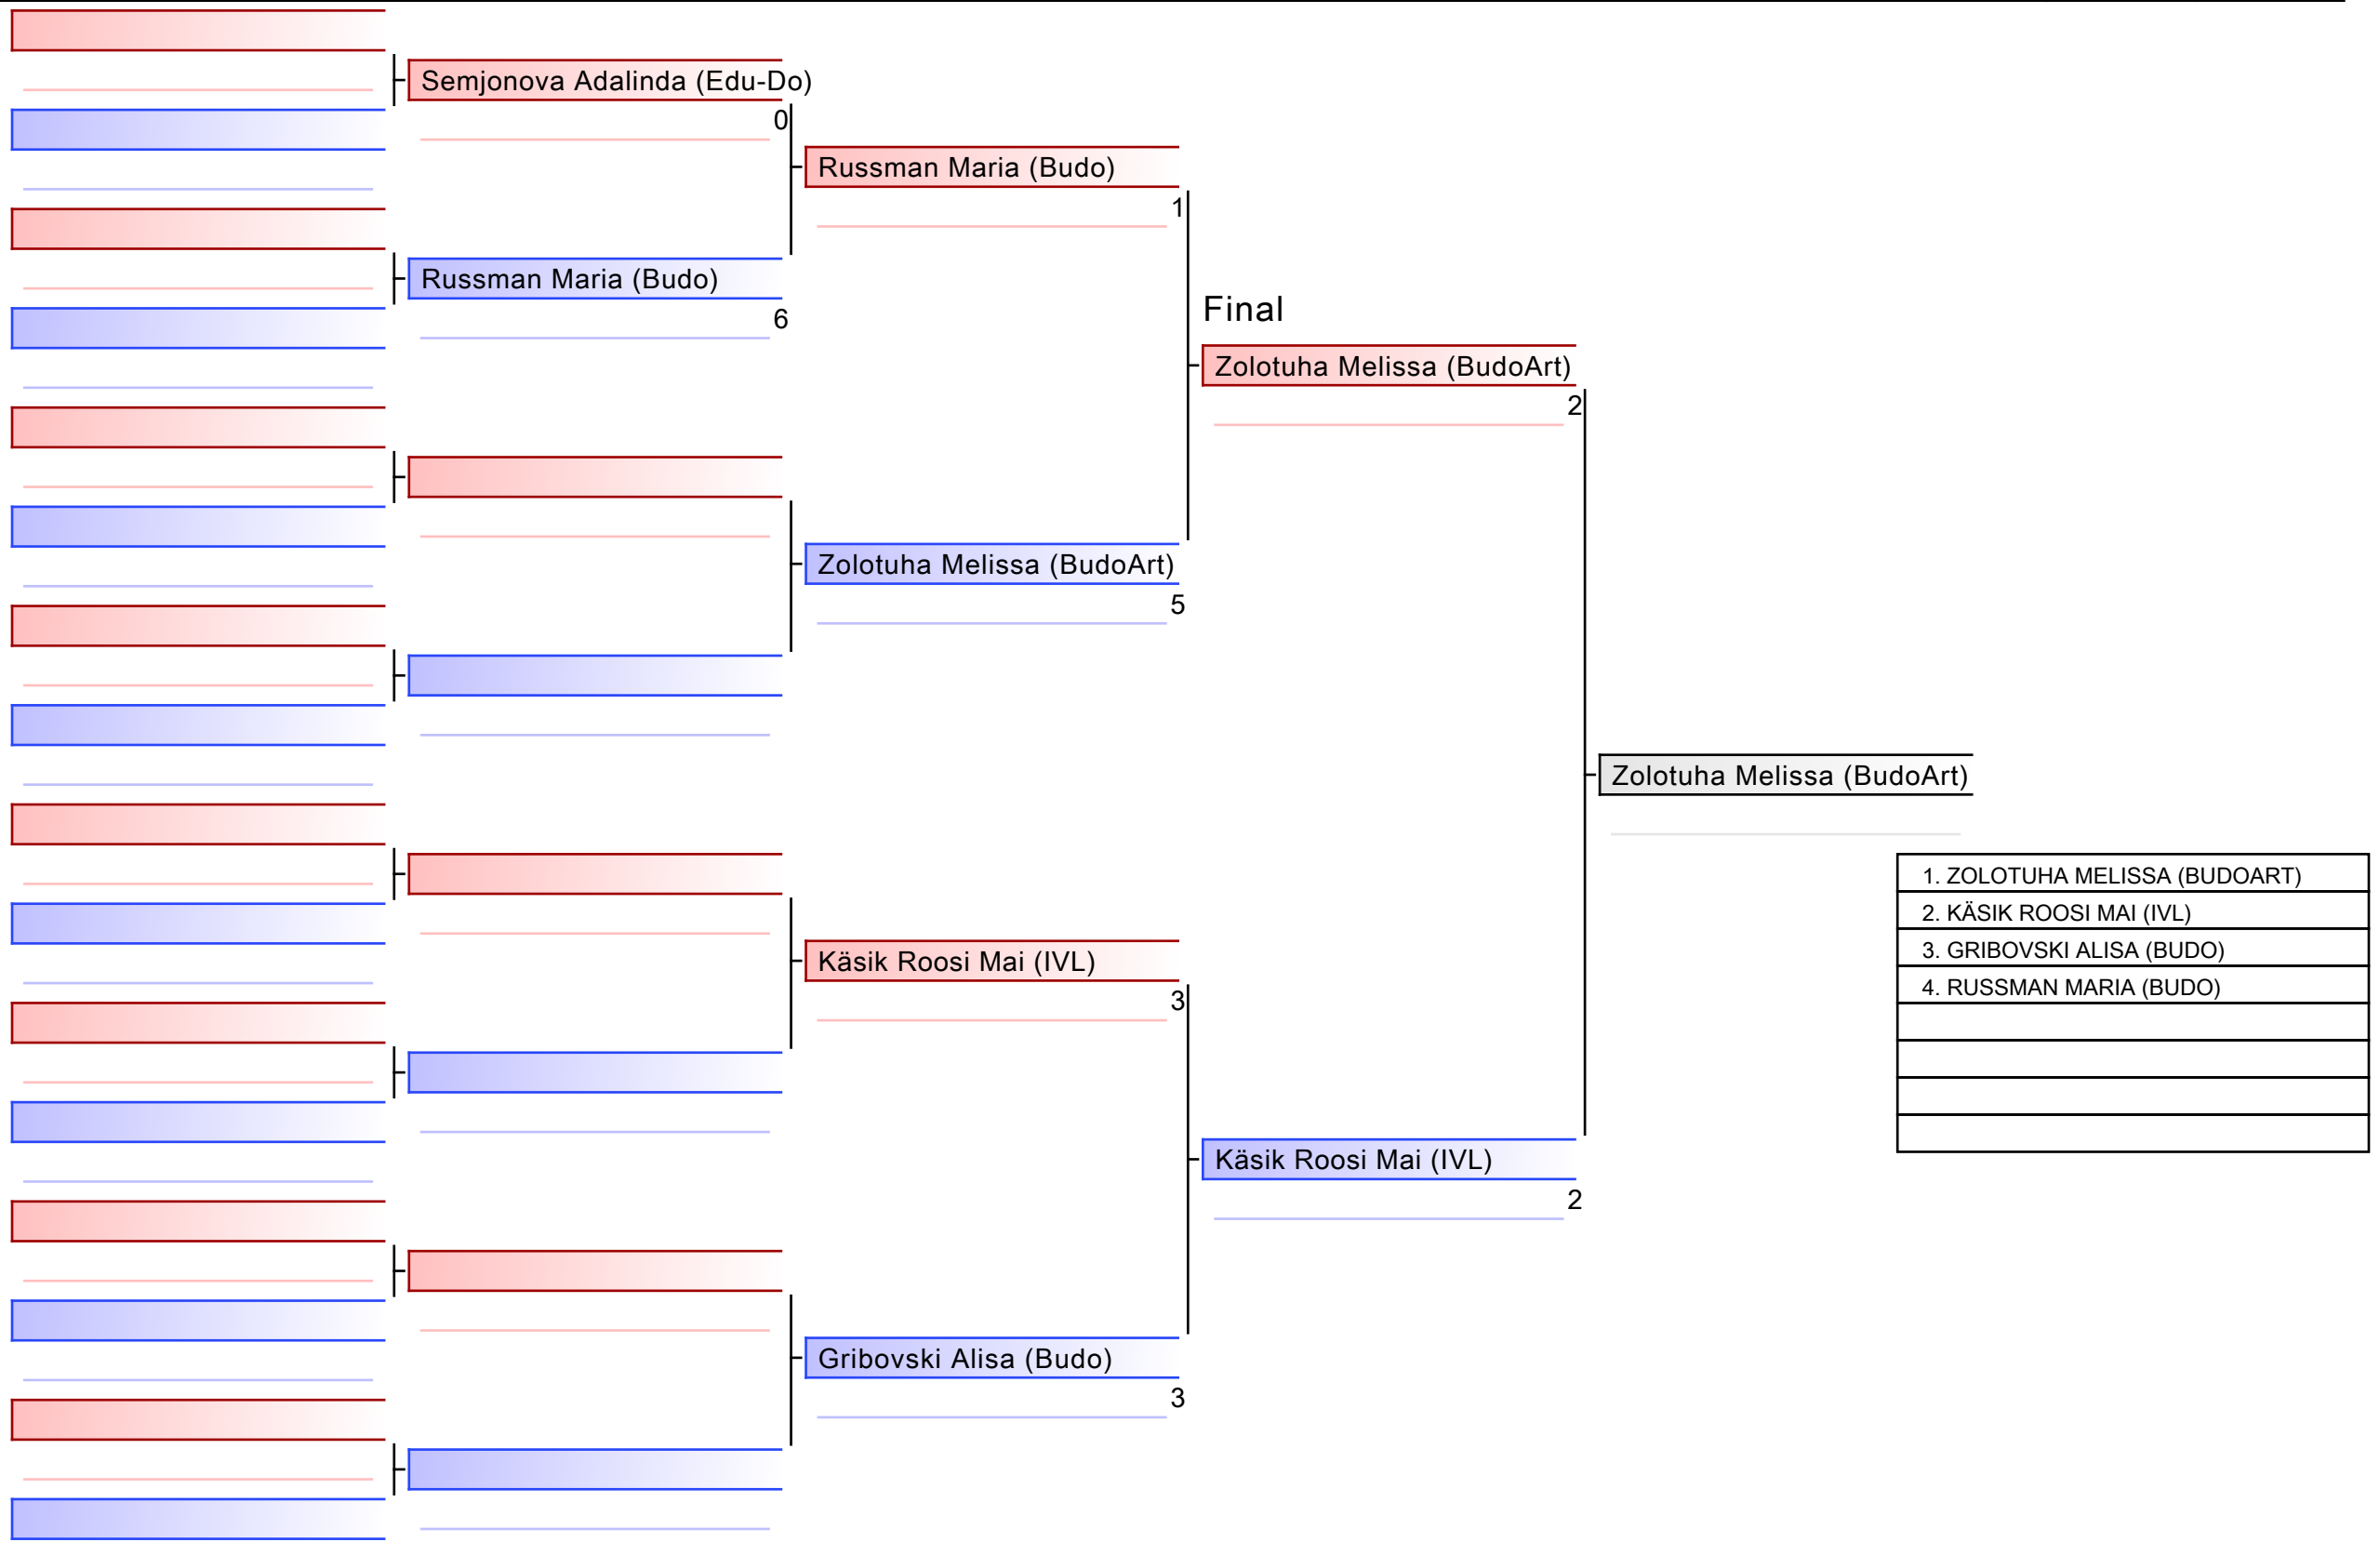 Semjonova Adalinda (Edu-Do)
0
Russman Maria (Budo)
1
Russman Maria (Budo)
6
Final
Zolotuha Melissa (BudoArt)
2
Zolotuha Melissa (BudoArt)
5
Zolotuha Melissa (BudoArt)
1. ZOLOTUHA MELISSA (BUDOART)
2. KÄSIK ROOSI MAI (IVL)
3. GRIBOVSKI ALISA (BUDO)
4. RUSSMAN MARIA (BUDO)
Käsik Roosi Mai (IVL)
3
Käsik Roosi Mai (IVL)
2
Gribovski Alisa (Budo)
3